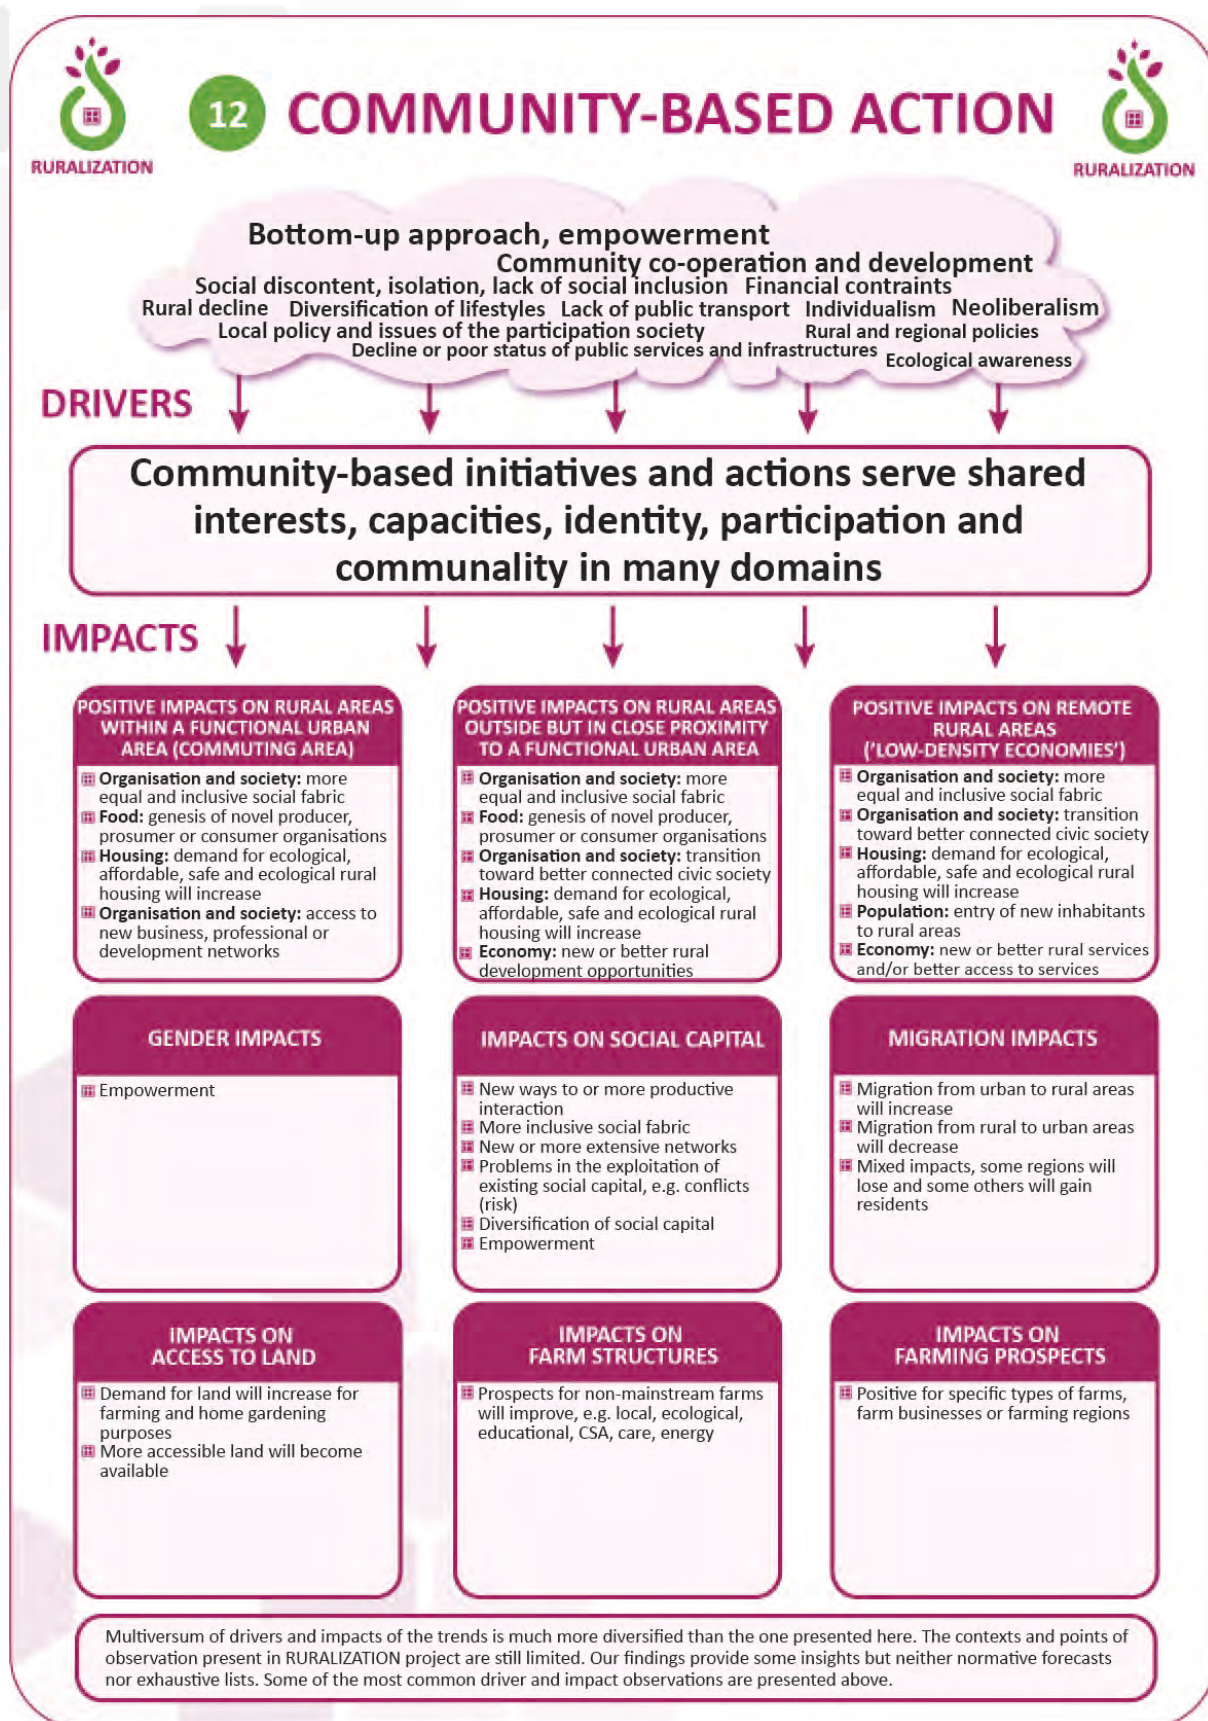 12 COMMUNITY-BASED ACTION
RURALIZATION
RURALIZATION
Bottom-up approach, empowerment
Community co-operation and development
Social discontent, isolation, lack of social inclusion Financial contraints
Rural decline Diversification of lifestyles Lack of public transport Individualism Neoliberalism
Local policy and issues of the participation society Rural and regional policies
Decline or poor status of public services and infrastructures Ecological awareness
DRIVERS
Community-based initiatives and actions serve shared
interests, capacities, identity, participation and
communality in many domains
IMPACTS
POSITIVE IMPACTS ON RURAL AREAS
WITHIN A FUNCTIONAL URBAN
AREA (COMMUTING AREA)
Organisation and society: more
equal and inclusive social fabric
Food: genesis of novel producer,
prosumer or consumer organisations
Housing: demand for ecological,
affordable, safe and ecological rural
housing will increase
Organisation and society: access to
new business, professional or
development networks
POSITIVE IMPACTS ON RURAL AREAS
OUTSIDE BUT IN CLOSE PROXIMITY
TO A FUNCTIONAL URBAN AREA
Organisation and society: more
equal and inclusive social fabric
Food: genesis of novel producer,
prosumer or consumer organisations
Organisation and society: transition
toward better connected civic society
Housing: demand for ecological,
affordable, safe and ecological rural
housing will increase
Economy: new or better rural
development opportunities
POSITIVE IMPACTS ON REMOTE
RURAL AREAS
('LOW-DENSITY ECONOMIES')
Organisation and society: more
equal and inclusive social fabric
Organisation and society: transition
toward better connected civic society
Housing: demand for ecological,
affordable, safe and ecological rural
housing will increase
Population: entry of new inhabitants
to rural areas
Economy: new or better rural services
and/or better access to services
GENDER IMPACTS
Empowerment
IMPACTS ON SOCIAL CAPITAL
New ways to or more productive
interaction
More inclusive social fabric
New or more extensive networks
Problems in the exploitation of
existing social capital, e.g. conflicts
(risk)
Diversification of social capital
Empowerment
MIGRATION IMPACTS
Migration from urban to rural areas
will increase
Migration from rural to urban areas
will decrease
Mixed impacts, some regions will
lose and some others will gain
residents
IMPACTS ON
ACCESS TO LAND
Demand for land will increase for
farming and home gardening
purposes
More accessible land will become
available
IMPACTS ON
FARM STRUCTURES
Prospects for non-mainstream farms
will improve, e.g. local, ecological,
educational, CSA, care, energy
IMPACTS ON
FARMING PROSPECTS
Positive for specific types of farms,
farm businesses or farming regions
Multiversum of drivers and impacts of the trends is much more diversified than the one presented here. The contexts and points of
observation present in RURALIZATION project are still limited. Our findings provide some insights but neither normative forecasts
nor exhaustive lists. Some of the most common driver and impact observations are presented above.